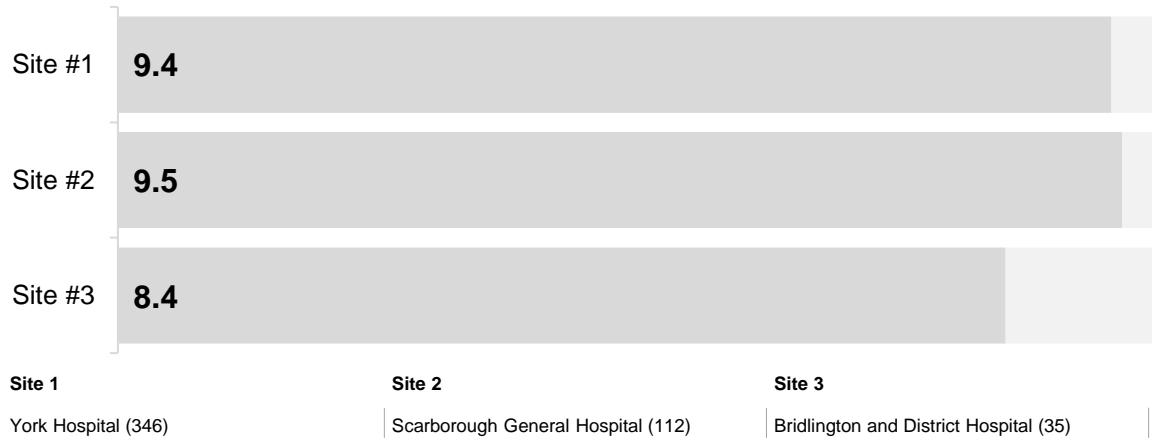 Site #1 9.4
Site #2 9.5
Site #3 8.4
Site 1 Site 2 Site 3
York Hospital (346) Scarborough General Hospital (112) Bridlington and District Hospital (35)